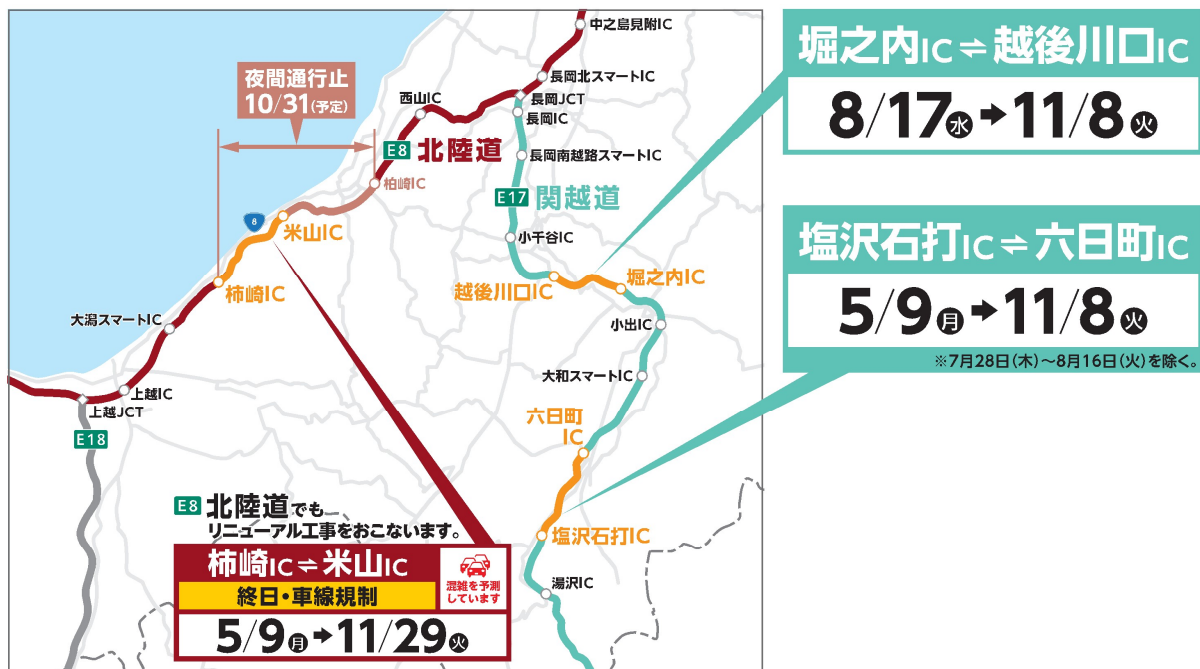 中之島見附IC
長岡北スマートIC
長岡JCT
長岡IC
西山IC
夜間通行止
10/31(予定)
E8 北陸道
長岡南越路スマートIC
柏崎IC
E17 関越道
8
米山IC
小千谷IC
柿崎IC
越後川口IC
堀之内IC
大潟スマートIC
小出IC
大和スマートIC
上越IC
上越JCT
E18
六日町
IC
塩沢石打IC
湯沢IC
E8 北陸道でも
リニューアル工事をおこないます。
柿崎IC ⇌ 米山IC
終日・車線規制
混雑を予測
しています
5/9月→11/29火
堀之内IC ⇌ 越後川口IC
8/17水→11/8火
塩沢石打IC ⇌ 六日町IC
5/9月→11/8火
※7月28日(木)~8月16日(火)を除く。